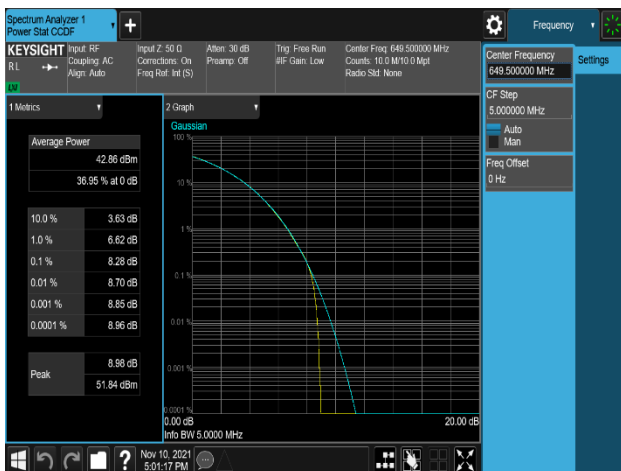 Spectrum Analyzer 1
Power Stat CCDF
+
Frequency
KEYSIGHT
Input: RF
Input Z: 50 Ω
Atten: 30 dB
Trig: Free Run
Center Freq: 649.500000 MHz
RL
Coupling: AC
Corrections: On
Preamp: Off
#IF Gain: Low
Counts: 10.0 M/10.0 Mpt
Align: Auto
Freq Ref: Int (S)
Radio Std: None
LXI
Center Frequency
649.500000 MHz
Settings
CF Step
5.000000 MHz
Auto
Man
Freq Offset
0 Hz
1 Metrics
Average Power
42.86 dBm
36.95 % at 0 dB
10.0 % 3.63 dB
1.0 % 6.62 dB
0.1 % 8.28 dB
0.01 % 8.70 dB
0.001 % 8.85 dB
0.0001 % 8.96 dB
Peak
8.98 dB
51.84 dBm
2 Graph
Gaussian
100 %
10 %
1 %
0.1 %
0.01 %
0.001 %
0.0001 %
0.00 dB
20.00 dB
Info BW 5.0000 MHz
?
Nov 10, 2021
5:01:17 PM